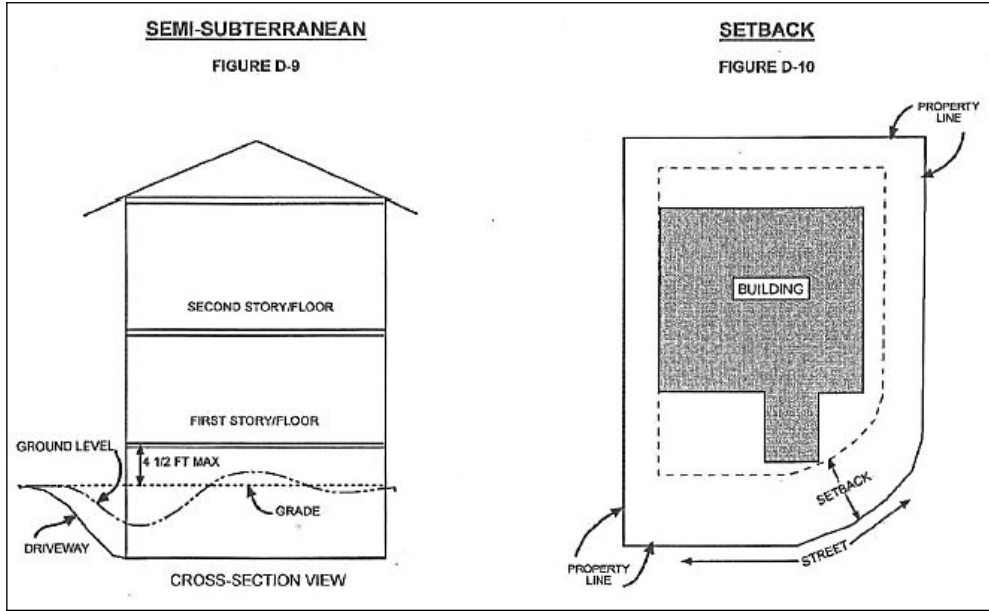 SEMI-SUBTERRANEAN
FIGURE D-9
SECOND STORY/FLOOR
FIRST STORY/FLOOR
GROUND LEVEL
4 1/2 FT MAX
GRADE
DRIVEWAY
CROSS-SECTION VIEW
SETBACK
FIGURE D-10
PROPERTY
LINE
BUILDING
SETBACK
STREET
PROPERTY
LINE